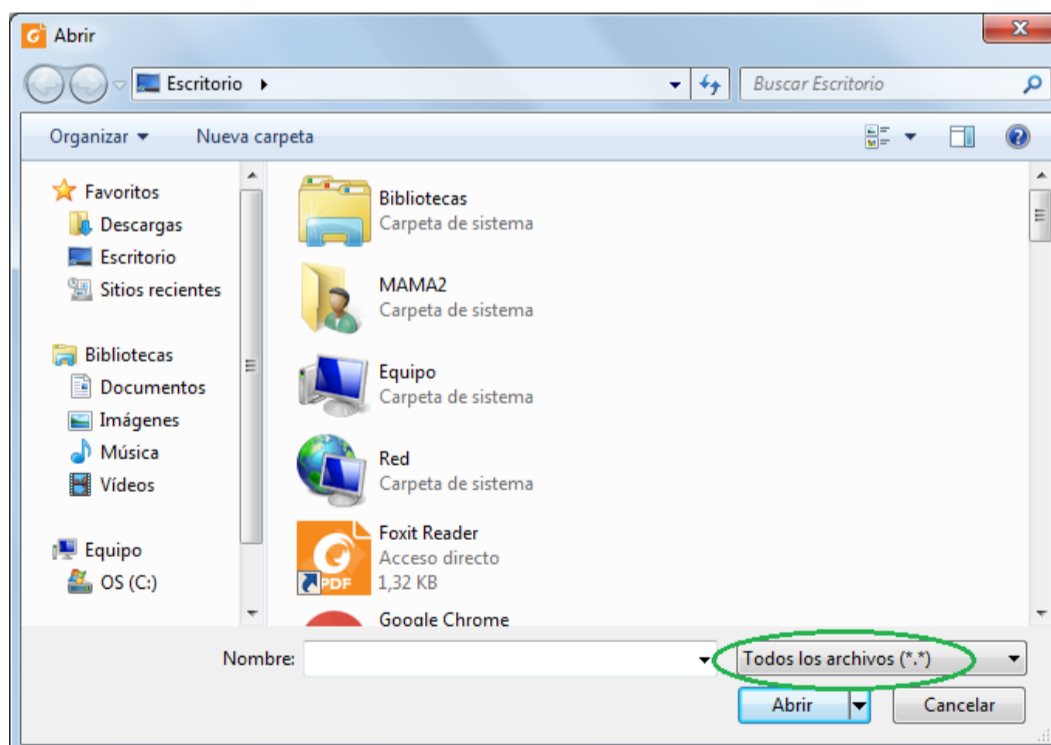 Abrir
Escritorio
Buscar Escritorio
Organizar
Nueva carpeta
Favoritos
Descargas
Escritorio
Sitios recientes
Bibliotecas
Documentos
Imágenes
Música
Vídeos
Equipo
OS (C:)
Bibliotecas
Carpeta de sistema
MAMA2
Carpeta de sistema
Equipo
Carpeta de sistema
Red
Carpeta de sistema
PDF
Foxit Reader
Acceso directo
1,32 KB
Google Chrome
Nombre:
Todos los archivos (*.*)
Abrir
Cancelar